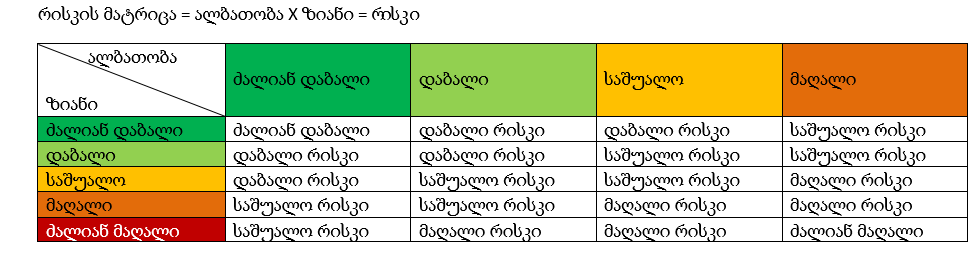 რისკის მატრიცა = ალბათობა X ზიანი = რისკი
ალბათობა
ზიანი
ძალიან დაბალი დაბალი საშუალო მაღალი
ძალიან დაბალი ძალიან დაბალი დაბალი რისკი დაბალი რისკი საშუალო რისკი
დაბალი დაბალი რისკი დაბალი რისკი საშუალო რისკი საშუალო რისკი
საშუალო დაბალი რისკი საშუალო რისკი საშუალო რისკი მაღალი რისკი
მაღალი საშუალო რისკი საშუალო რისკი მაღალი რისკი მაღალი რისკი
ძალიან მაღალი საშუალო რისკი მაღალი რისკი მაღალი რისკი ძალიან მაღალი